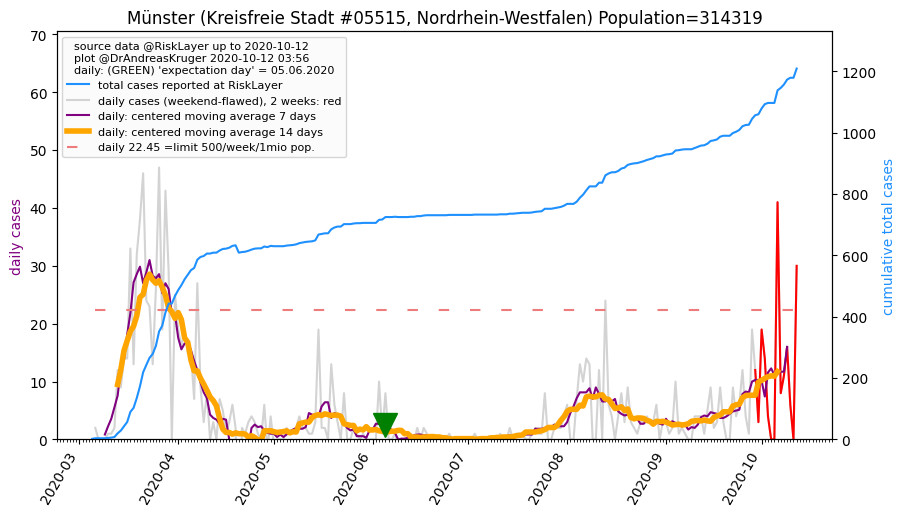 Münster (Kreisfreie Stadt #05515, Nordrhein-Westfalen) Population=314319
source data @RiskLayer up to 2020-10-12
plot @DrAndreasKruger 2020-10-12 03:56
daily: (GREEN) 'expectation day' = 05.06.2020
total cases reported at RiskLayer
daily cases (weekend-flawed), 2 weeks: red
daily: centered moving average 7 days
daily: centered moving average 14 days
daily 22.45 =limit 500/week/1mio pop.
daily cases
70
60
50
40
30
20
10
0
cumulative total cases
1200
1000
800
600
400
200
0
2020-03
2020-04
2020-05
2020-06
2020-07
2020-08
2020-09
2020-10